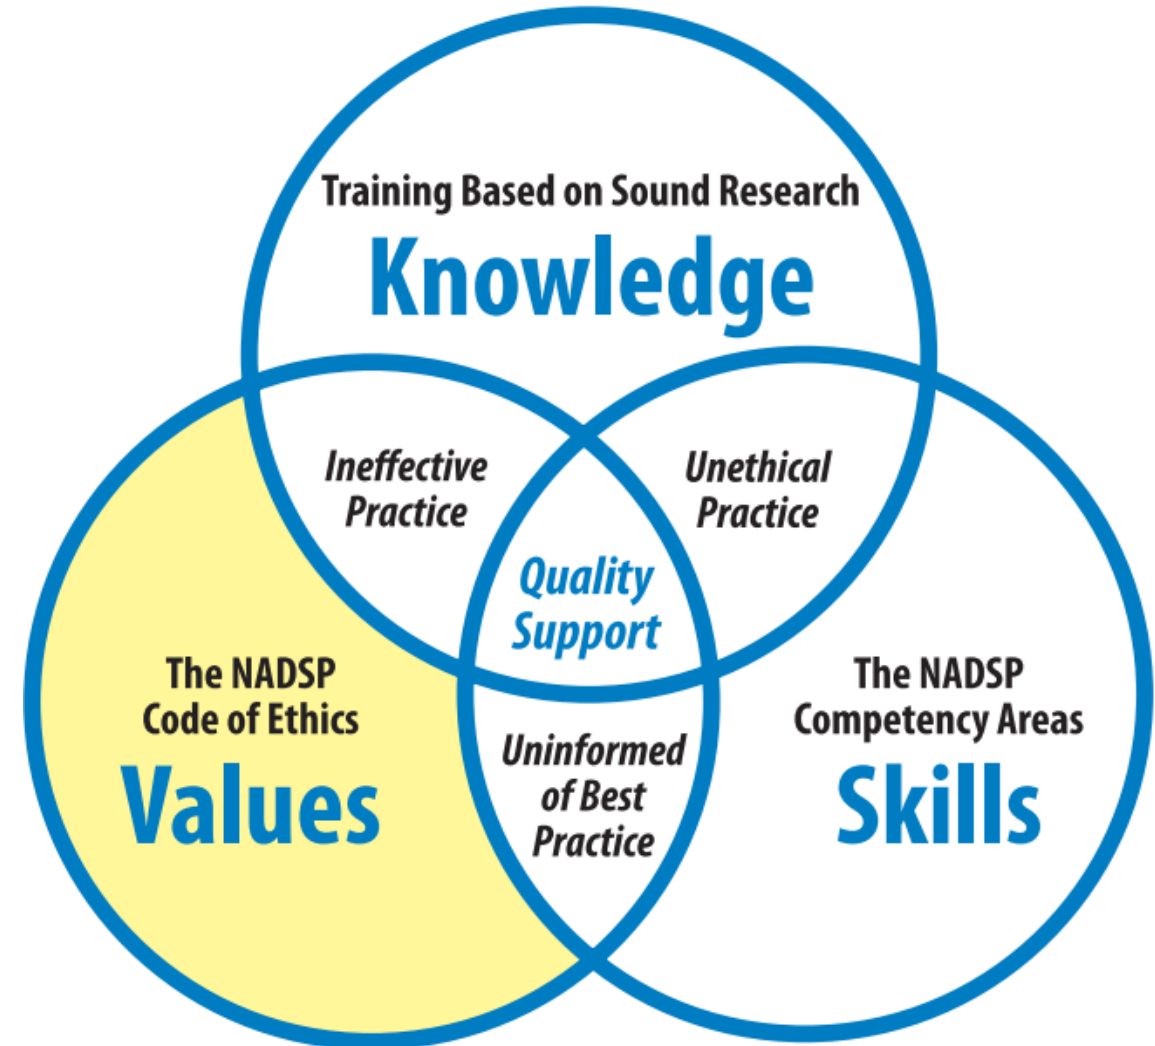 Training Based on Sound Research
Knowledge
Ineffective
Practice
Unethical
Practice
Quality
Support
The NADSP
Code of Ethics
Values
Uninformed
of Best
Practice
The NADSP
Competency Areas
Skills